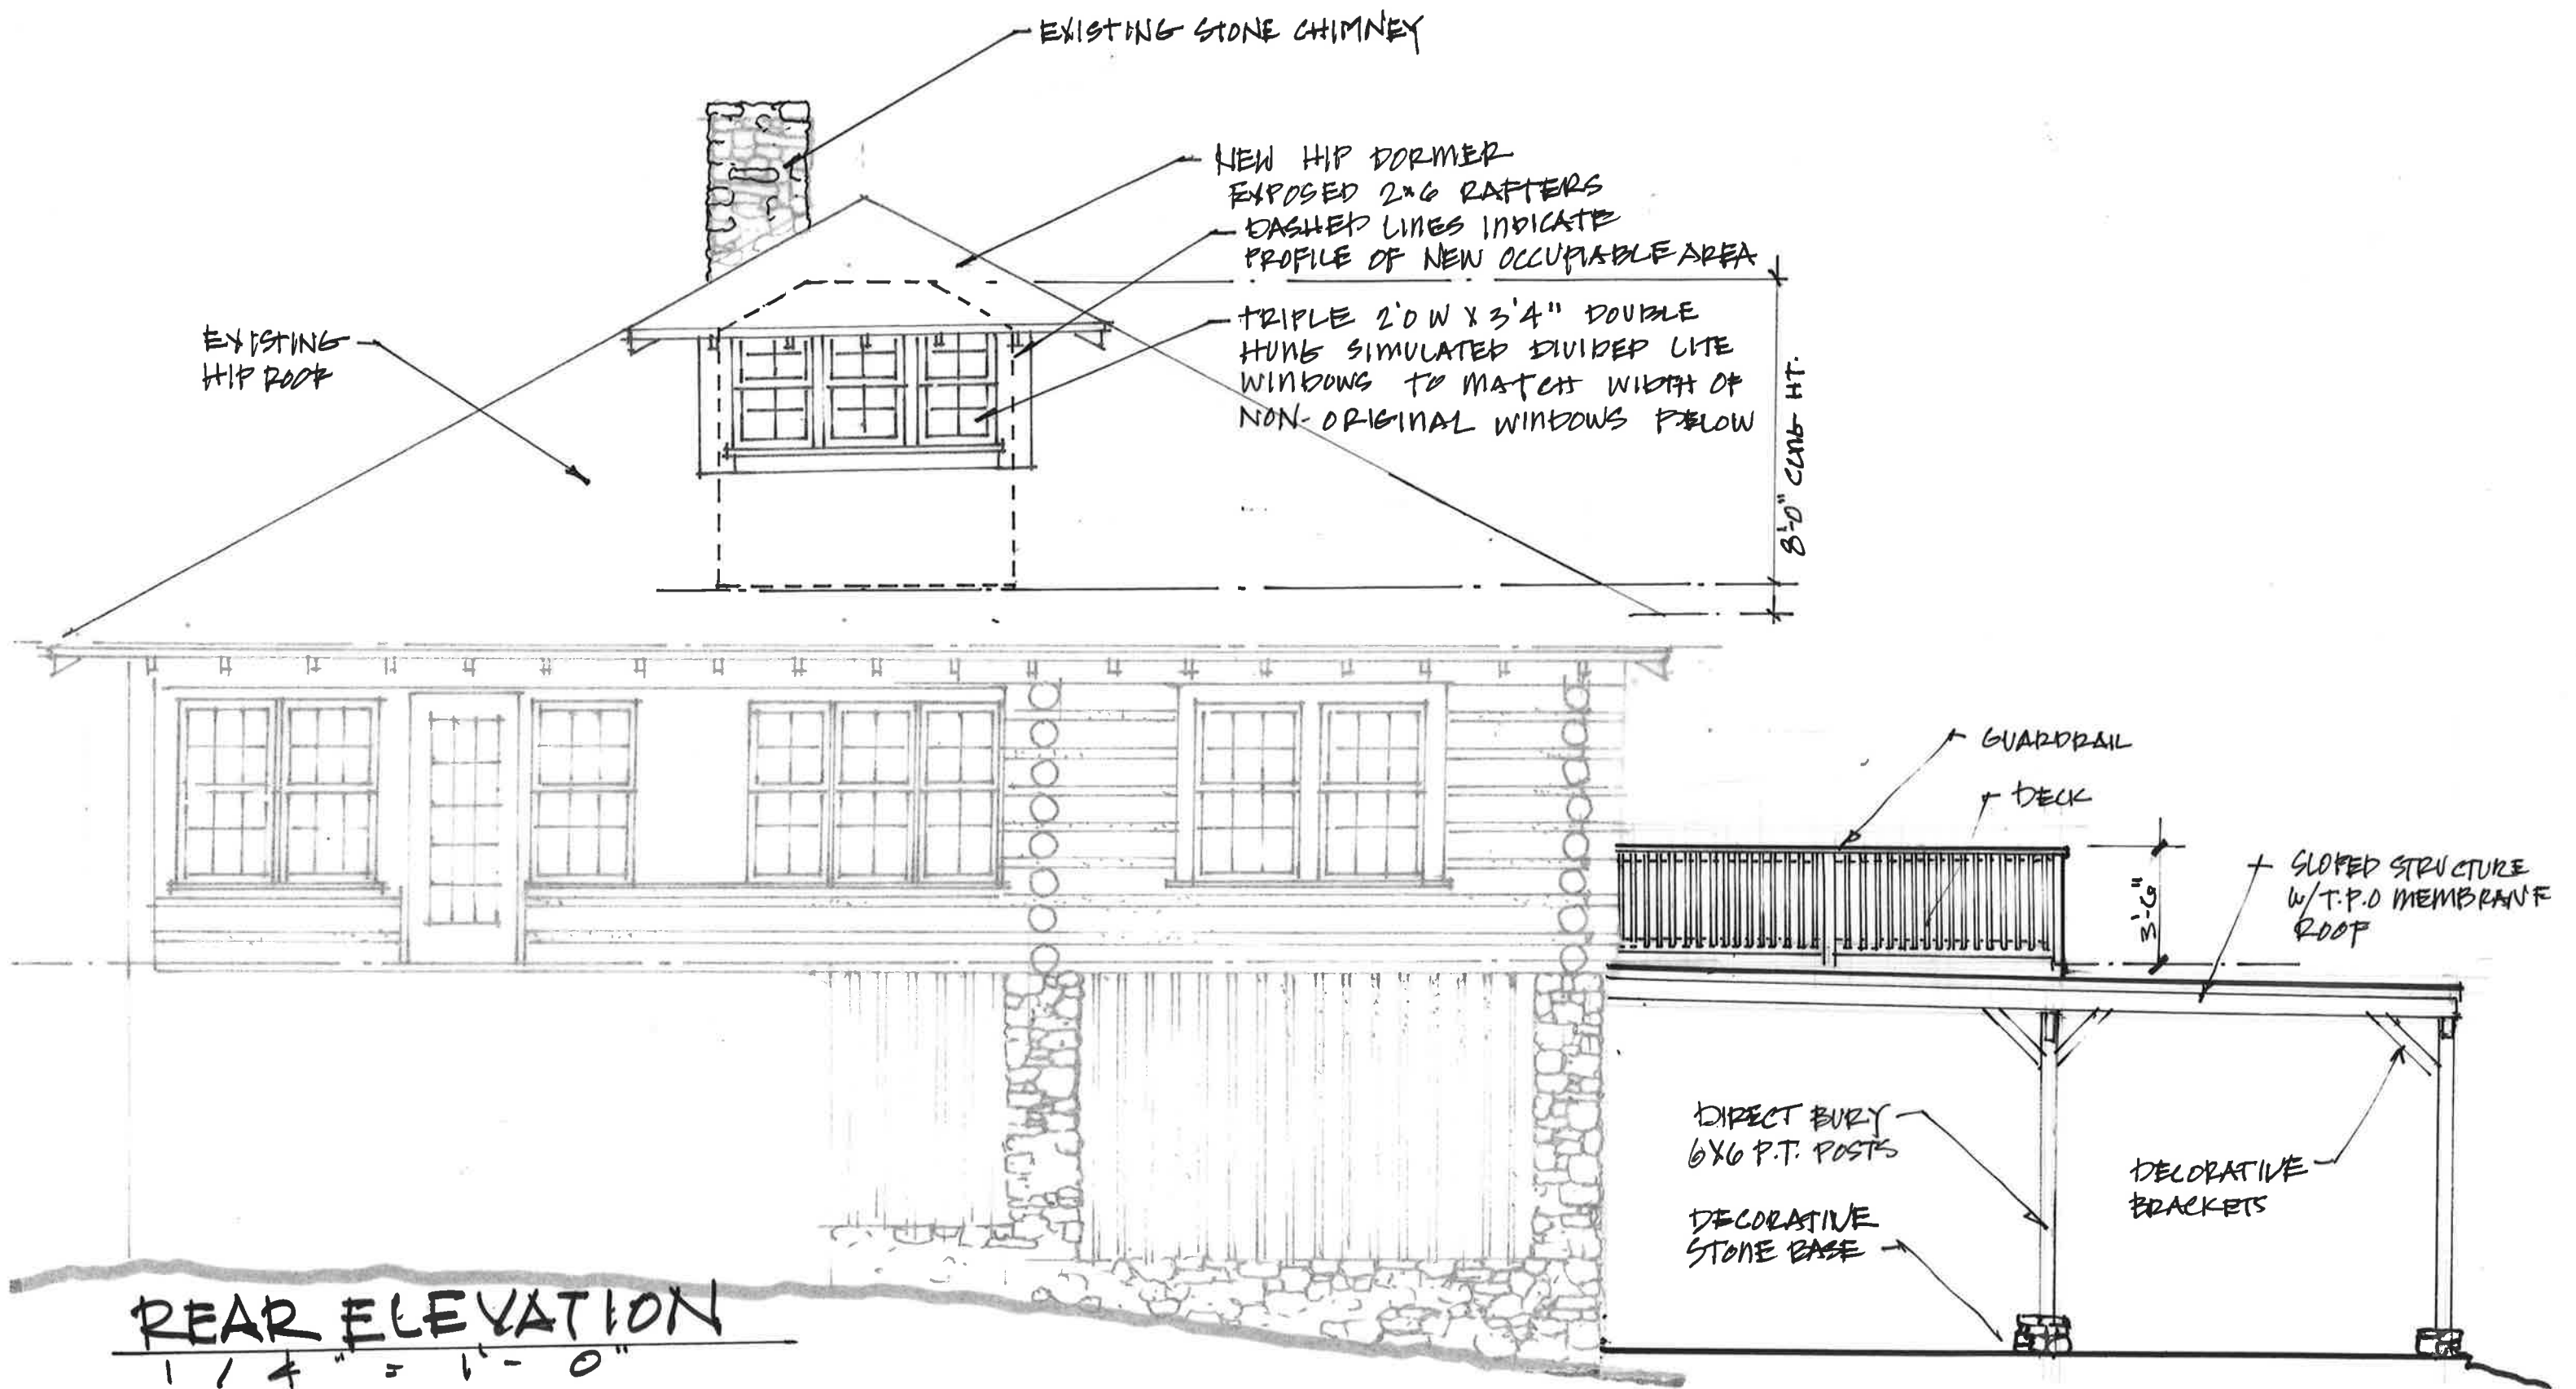 EXISTING STONE CHIMNEY
NEW HIP DORMER
EXPOSED 2x6 RAFTERS
DASHED LINES INDICATE
PROFILE OF NEW OCCUPIABLE AREA
TRIPLE 2'0 W X 3'4" DOUBLE
HUNG SIMULATED DIVIDED LITE
WINDOWS TO MATCH WIDTH OF
NON-ORIGINAL WINDOWS BELOW
EXISTING
HIP ROOF
8'-0" CLNG HT.
GUARDRAIL
DECK
3'-6"
SLOPED STRUCTURE
W/ T.P.O MEMBRANE
ROOF
DIRECT BURY
6X6 P.T. POSTS
DECORATIVE
STONE BASE
DECORATIVE
BRACKETS
REAR ELEVATION
1/4" = 1'-0"